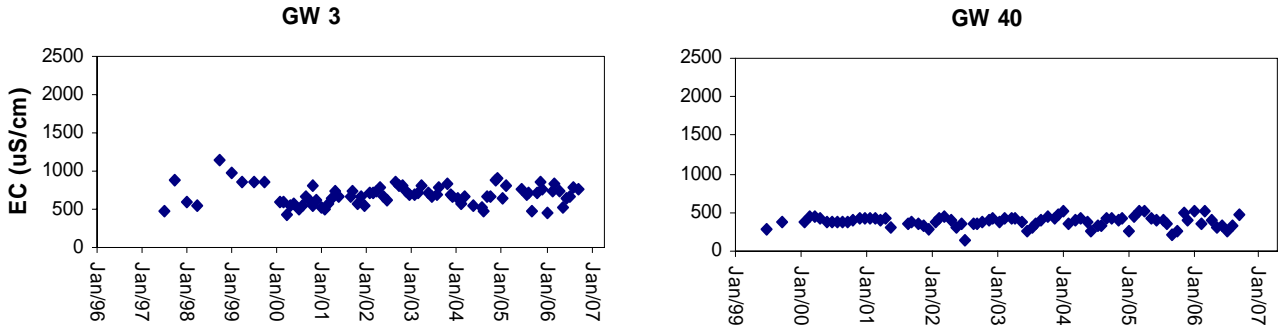 GW 3
EC (uS/cm)
2500
2000
1500
1000
500
0
Jan/96
Jan/97
Jan/98
Jan/99
Jan/00
Jan/01
Jan/02
Jan/03
Jan/04
Jan/05
Jan/06
Jan/07
GW 40
2500
2000
1500
1000
500
0
Jan/99
Jan/00
Jan/01
Jan/02
Jan/03
Jan/04
Jan/05
Jan/06
Jan/07